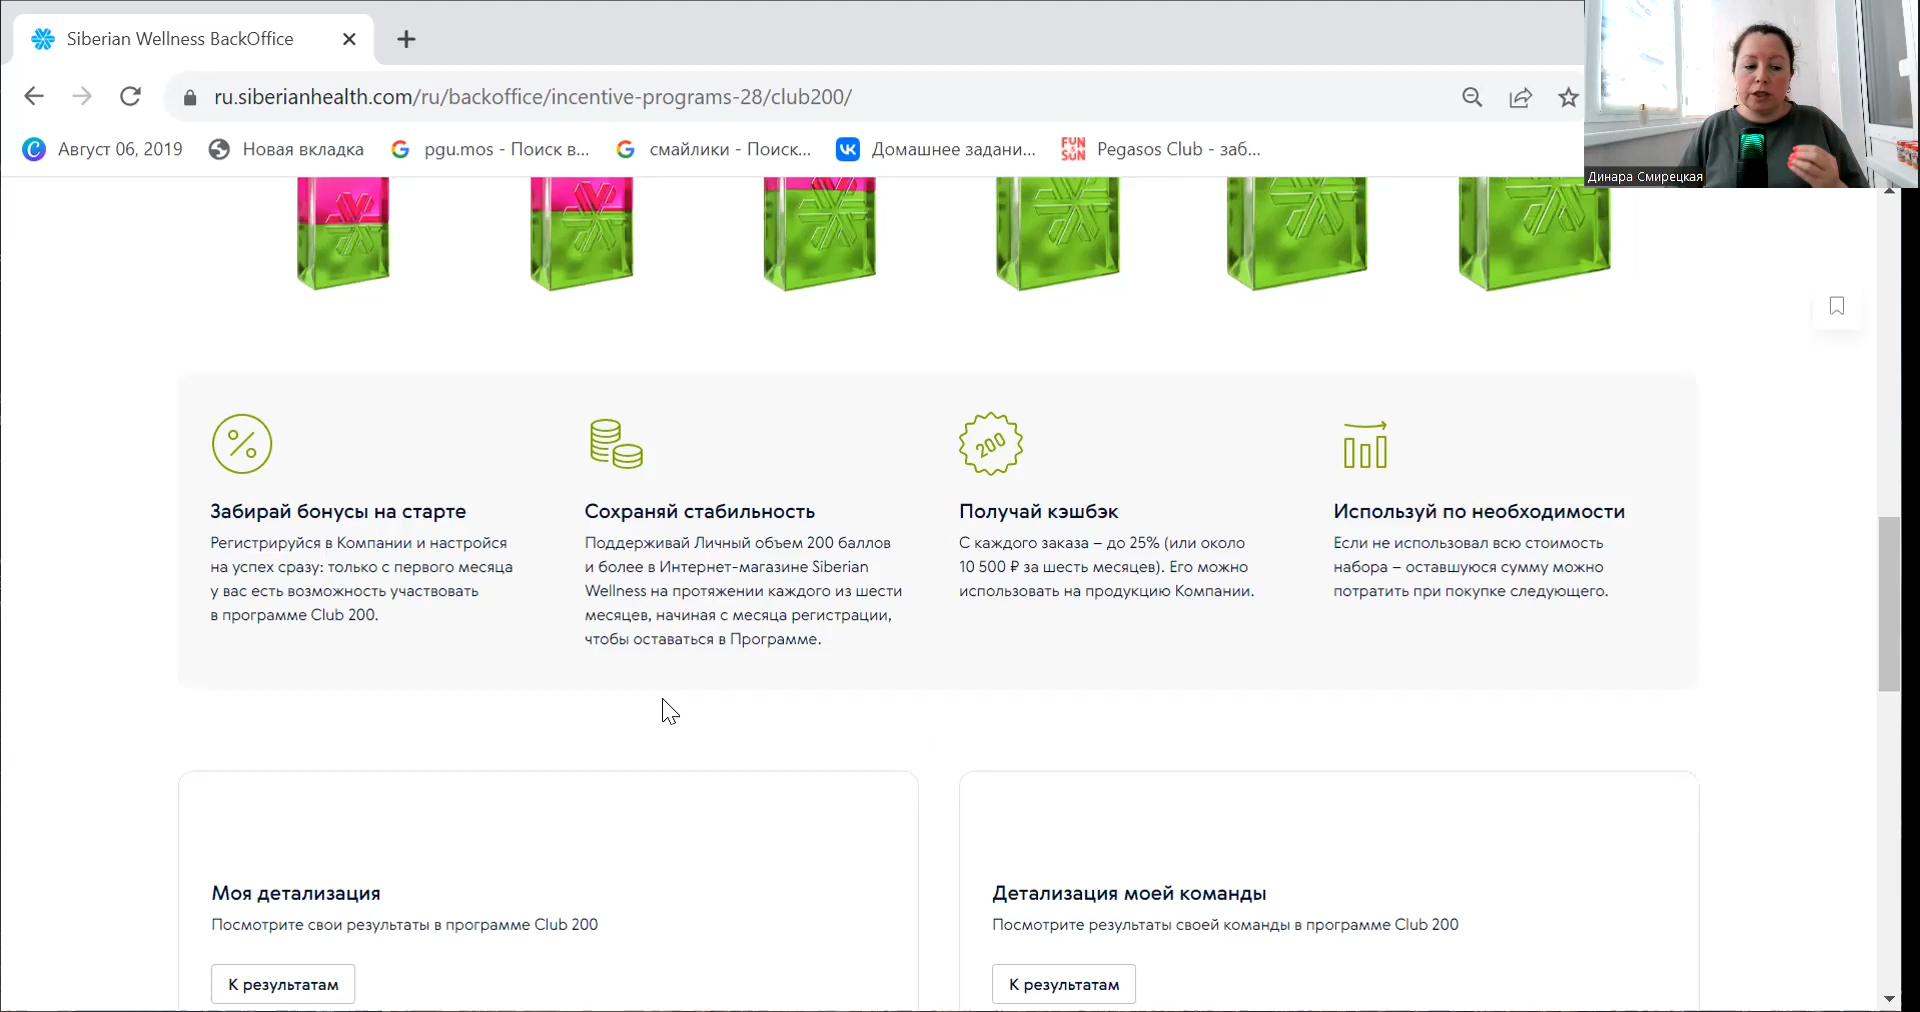 Siberian Wellness BackOffice
ru.siberianhealth.com/ru/backoffice/incentive-programs-28/club200/
Август 06, 2019
Новая вкладка
pgu.mos - Поиск в...
смайлики - Поиск...
Домашнее задани...
FUN&SUN
Pegasos Club - заб...
Динара Смирецкая
200
Забирай бонусы на старте
Регистрируйся в Компании и настройся
на успех сразу: только с первого месяца
у вас есть возможность участвовать
в программе Club 200.
Сохраняй стабильность
Поддерживай Личный объем 200 баллов
и более в Интернет-магазине Siberian
Wellness на протяжении каждого из шести
месяцев, начиная с месяца регистрации,
чтобы оставаться в Программе.
Получай кэшбэк
С каждого заказа – до 25% (или около
10 500 ₽ за шесть месяцев). Его можно
использовать на продукцию Компании.
Используй по необходимости
Если не использовал всю стоимость
набора – оставшуюся сумму можно
потратить при покупке следующего.
Моя детализация
Посмотрите свои результаты в программе Club 200
К результатам
Детализация моей команды
Посмотрите результаты своей команды в программе Club 200
К результатам